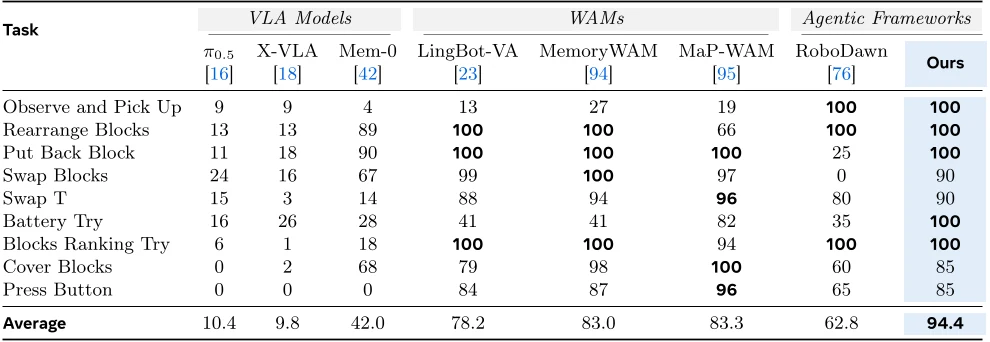 Task VLA Models WAMs Agentic Frameworks
π0.5 X-VLA Mem-0 LingBot-VA MemoryWAM MaP-WAM RoboDawn Ours
[16] [18] [42] [23] [94] [95] [76]
Observe and Pick Up 9 9 4 13 27 19 100 100
Rearrange Blocks 13 13 89 100 100 66 100 100
Put Back Block 11 18 90 100 100 100 25 100
Swap Blocks 24 16 67 99 100 97 0 90
Swap T 15 3 14 88 94 96 80 90
Battery Try 16 26 28 41 41 82 35 100
Blocks Ranking Try 6 1 18 100 100 94 100 100
Cover Blocks 0 2 68 79 98 100 60 85
Press Button 0 0 0 84 87 96 65 85
Average 10.4 9.8 42.0 78.2 83.0 83.3 62.8 94.4